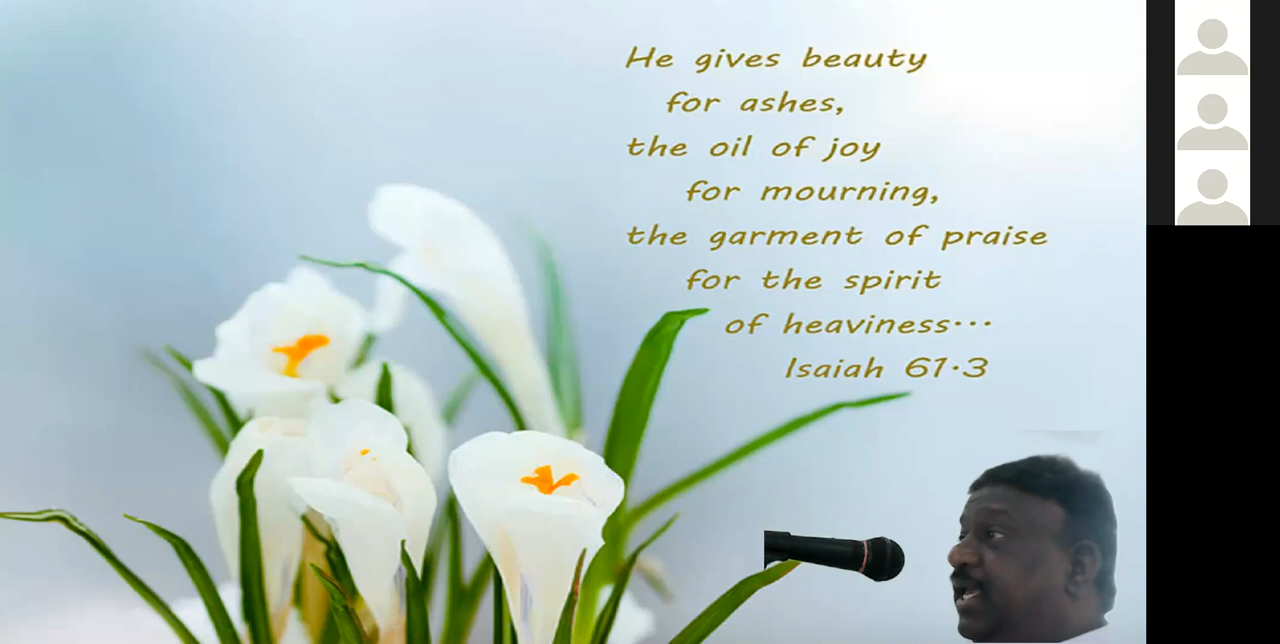 He gives beauty
for ashes,
the oil of joy
for mourning,
the garment of praise
for the spirit
of heaviness...
Isaiah 61.3